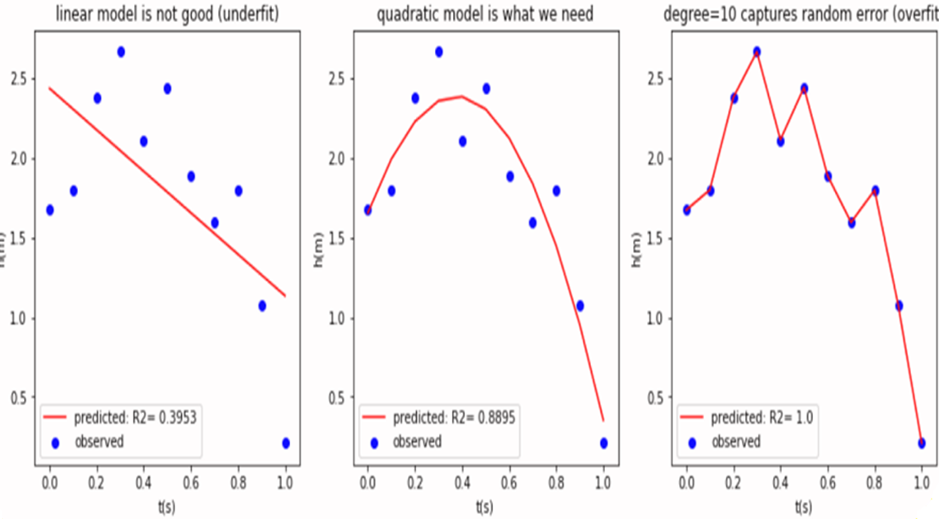 linear model is not good (underfit)
2.5
2.0
1.5
1.0
0.5
h(m)
predicted: R2= 0.3953
observed
0.0 0.2 0.4 0.6 0.8 1.0
t(s)
quadratic model is what we need
2.5
2.0
1.5
1.0
0.5
h(m)
predicted: R2= 0.8895
observed
0.0 0.2 0.4 0.6 0.8 1.0
t(s)
degree=10 captures random error (overfit
2.5
2.0
1.5
1.0
0.5
h(m)
predicted: R2= 1.0
observed
0.0 0.2 0.4 0.6 0.8 1.0
t(s)